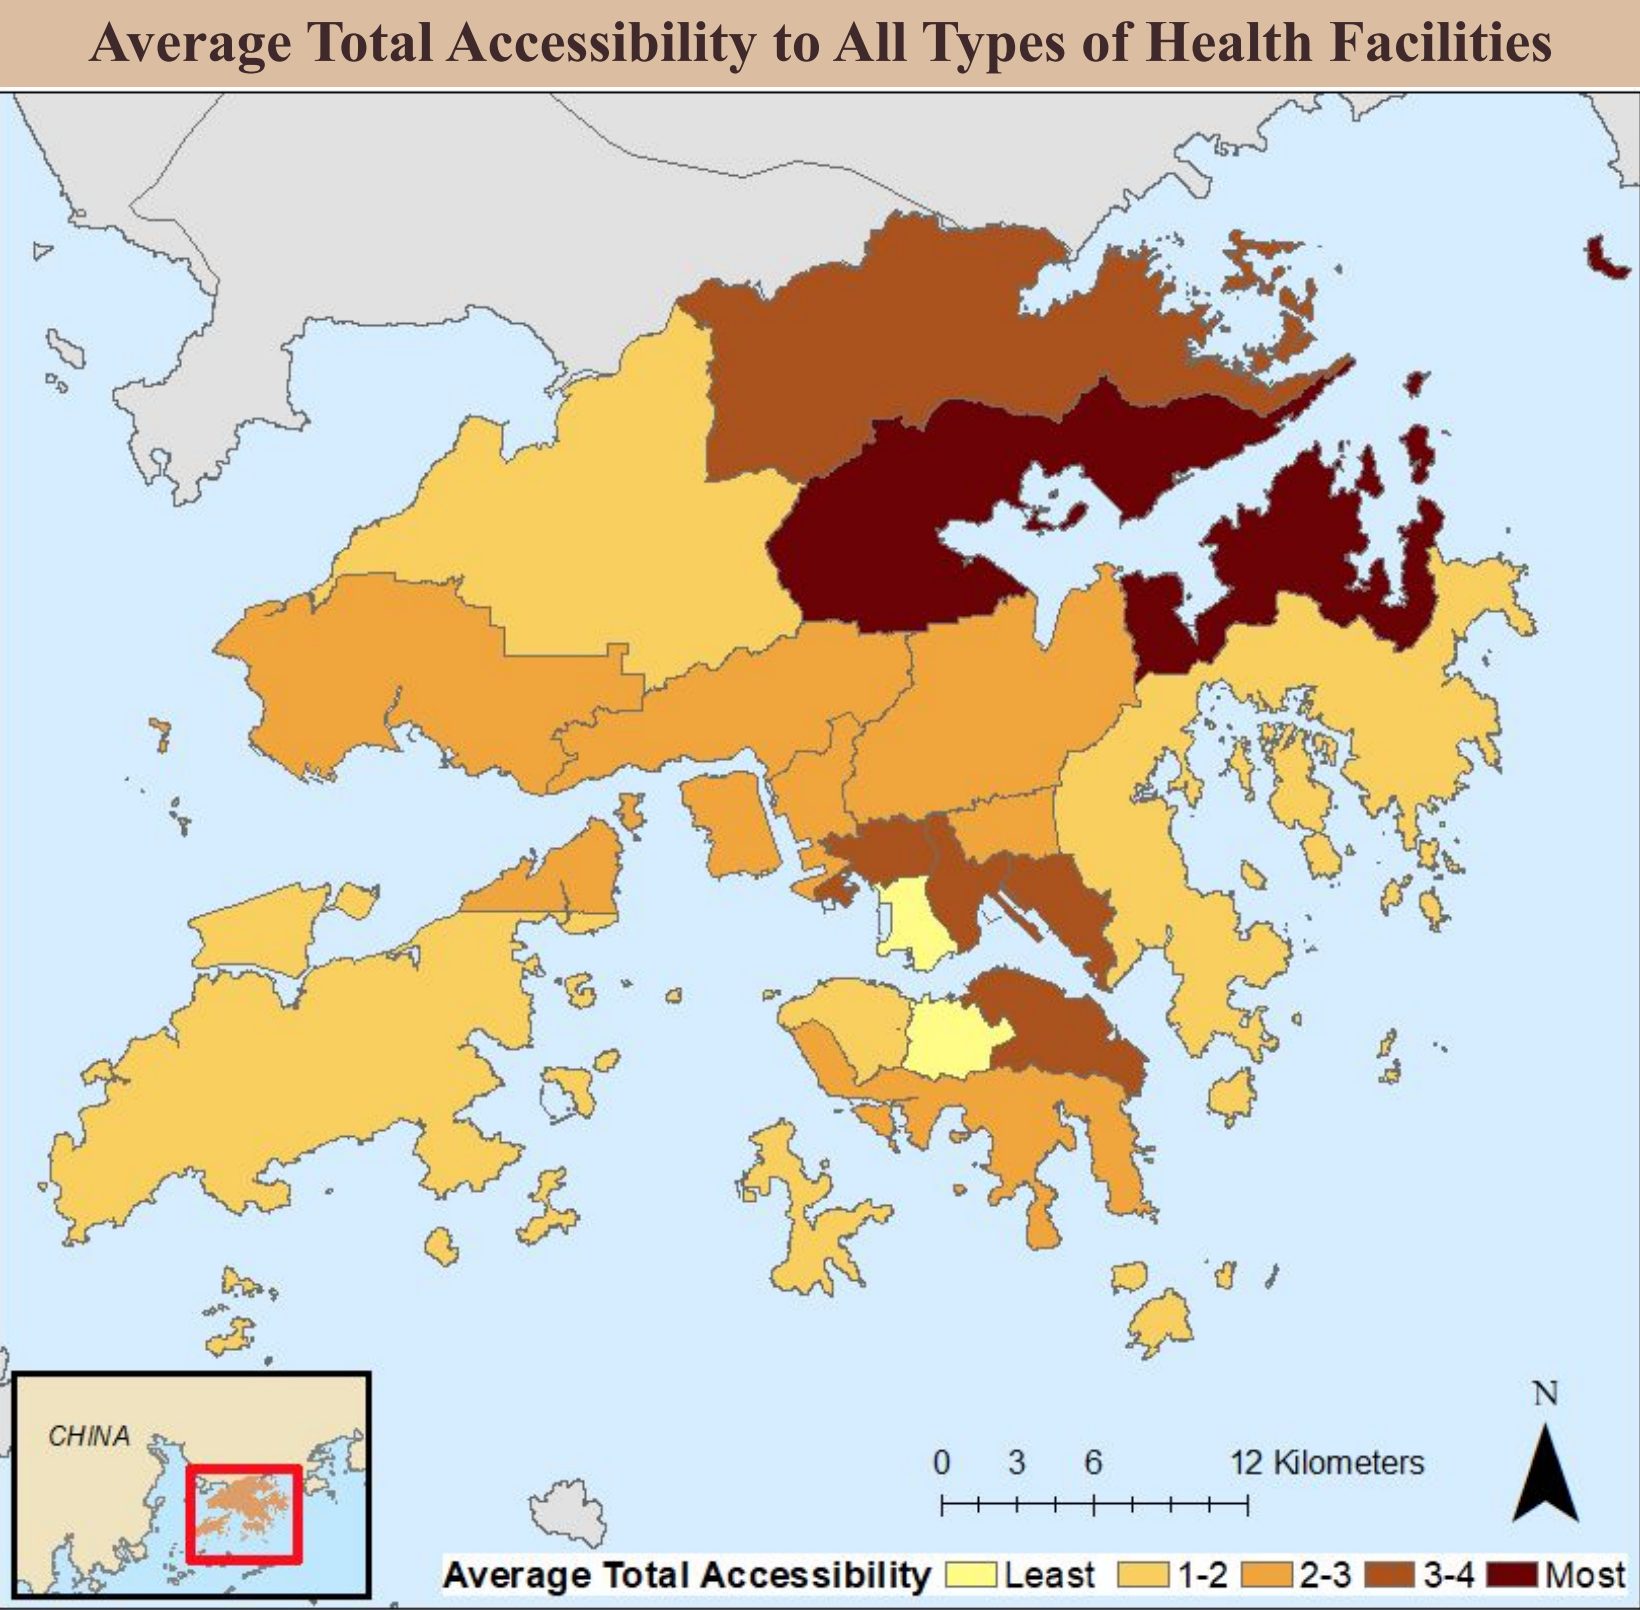 Average Total Accessibility to All Types of Health Facilities
CHINA
N
0 3 6 12 Kilometers
Average Total Accessibility Least 1-2 2-3 3-4 Most